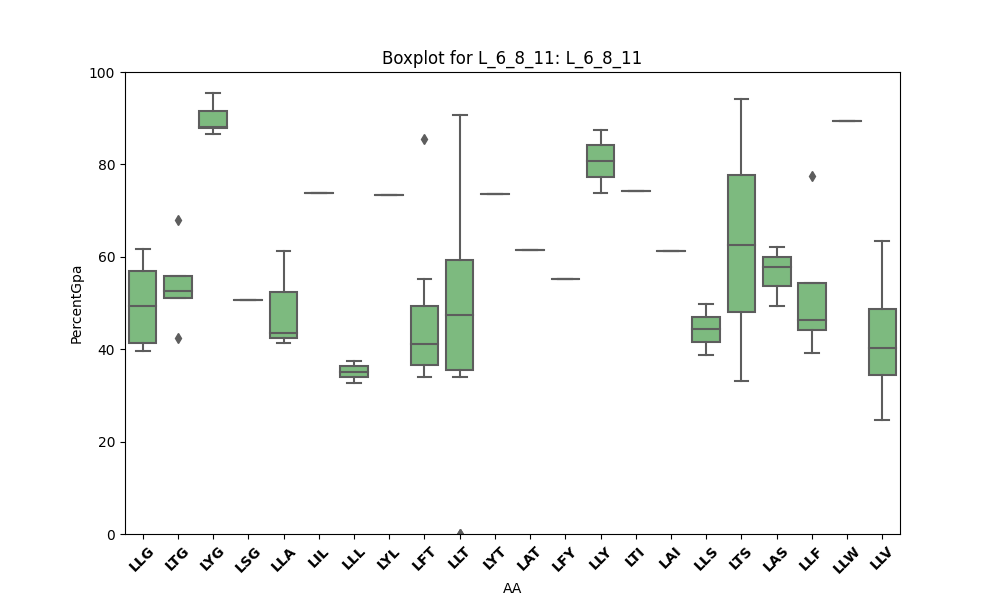 Boxplot for L_6_8_11: L_6_8_11
100
80
60
40
20
0
PercentGpa
LLG LTG LYG LSG LLA LIL LLL LYL LFT LLT LYT LAT LFY LLY LTI LAI LLS LTS LAS LLF LLW LLV
AA